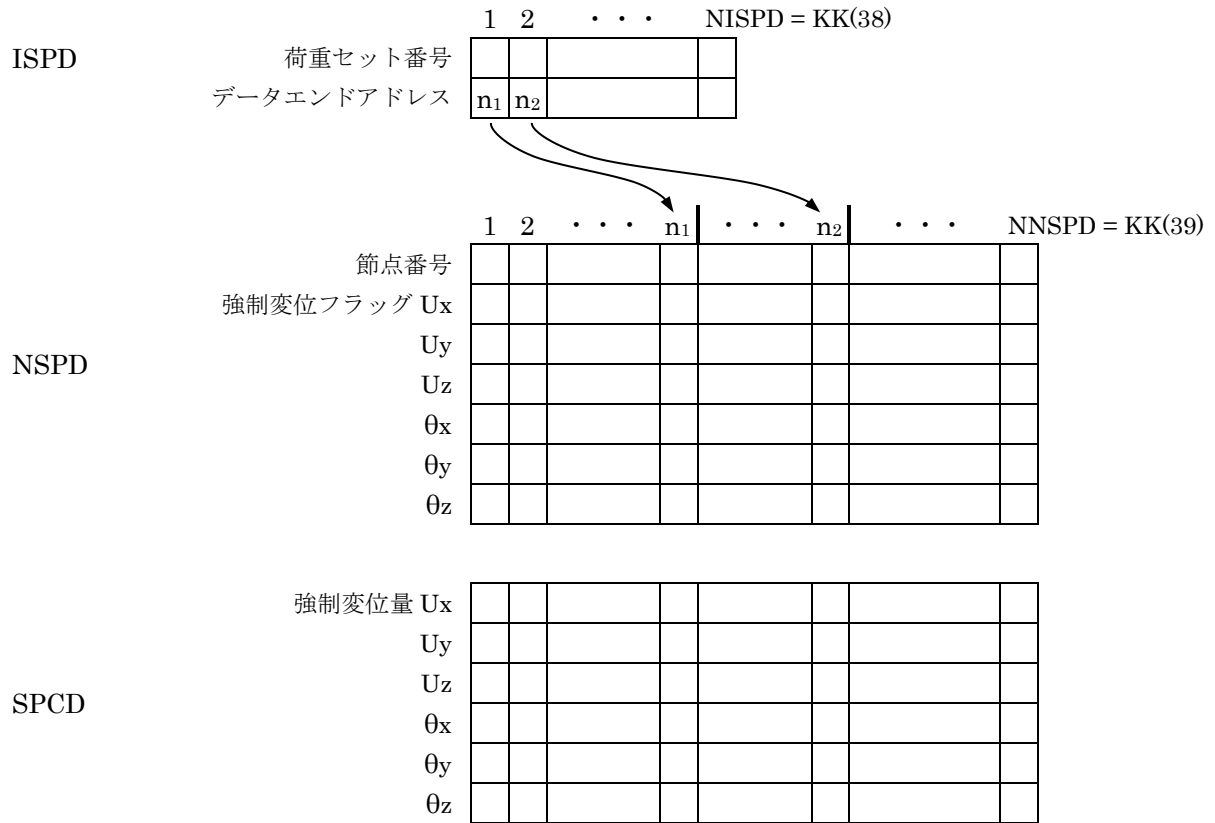 1 2 ・・・ NISPD = KK(38)
ISPD 荷重セット番号
データエンドアドレス n₁ n₂
1 2 ・・・ n₁ ・・・ n₂ ・・・ NNSPD = KK(39)
節点番号
強制変位フラッグ Ux
Uy
NSPD
Uz
θx
θy
θz
強制変位量 Ux
Uy
Uz
SPCD
θx
θy
θz